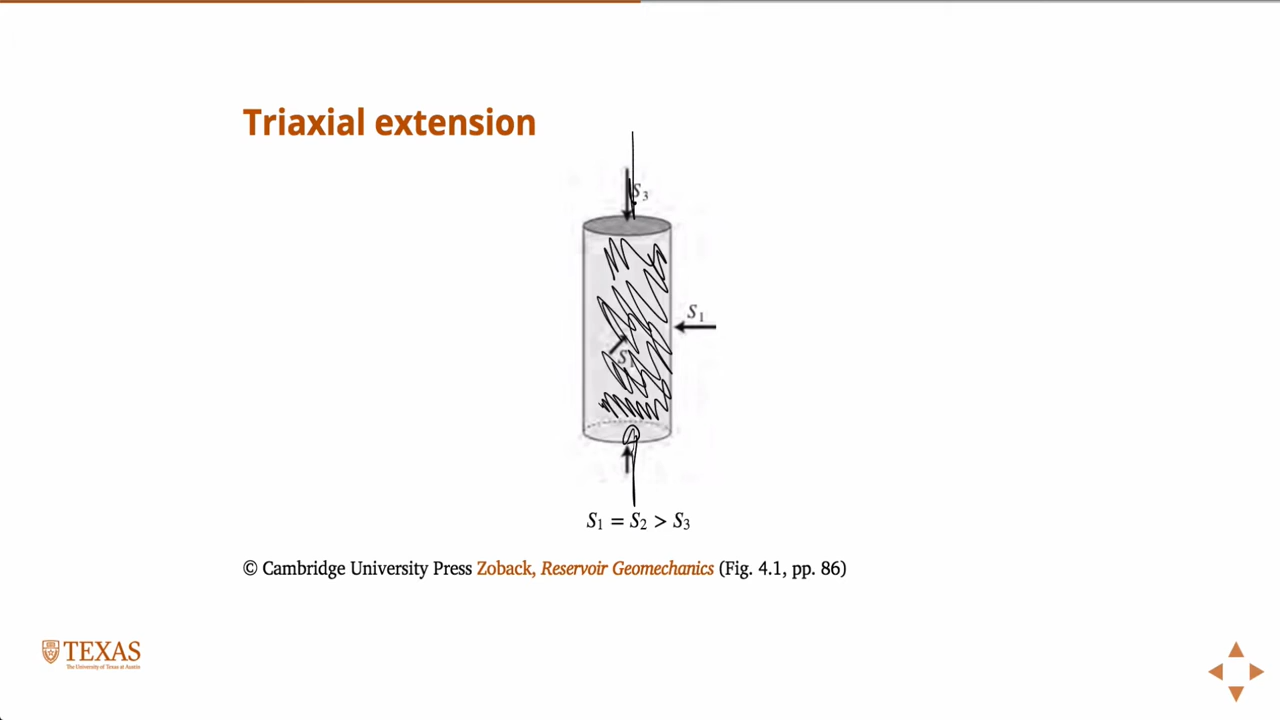 Triaxial extension
S3
S1
S1
S1 = S2 > S3
© Cambridge University Press Zoback, Reservoir Geomechanics (Fig. 4.1, pp. 86)
TEXAS
The University of Texas at Austin